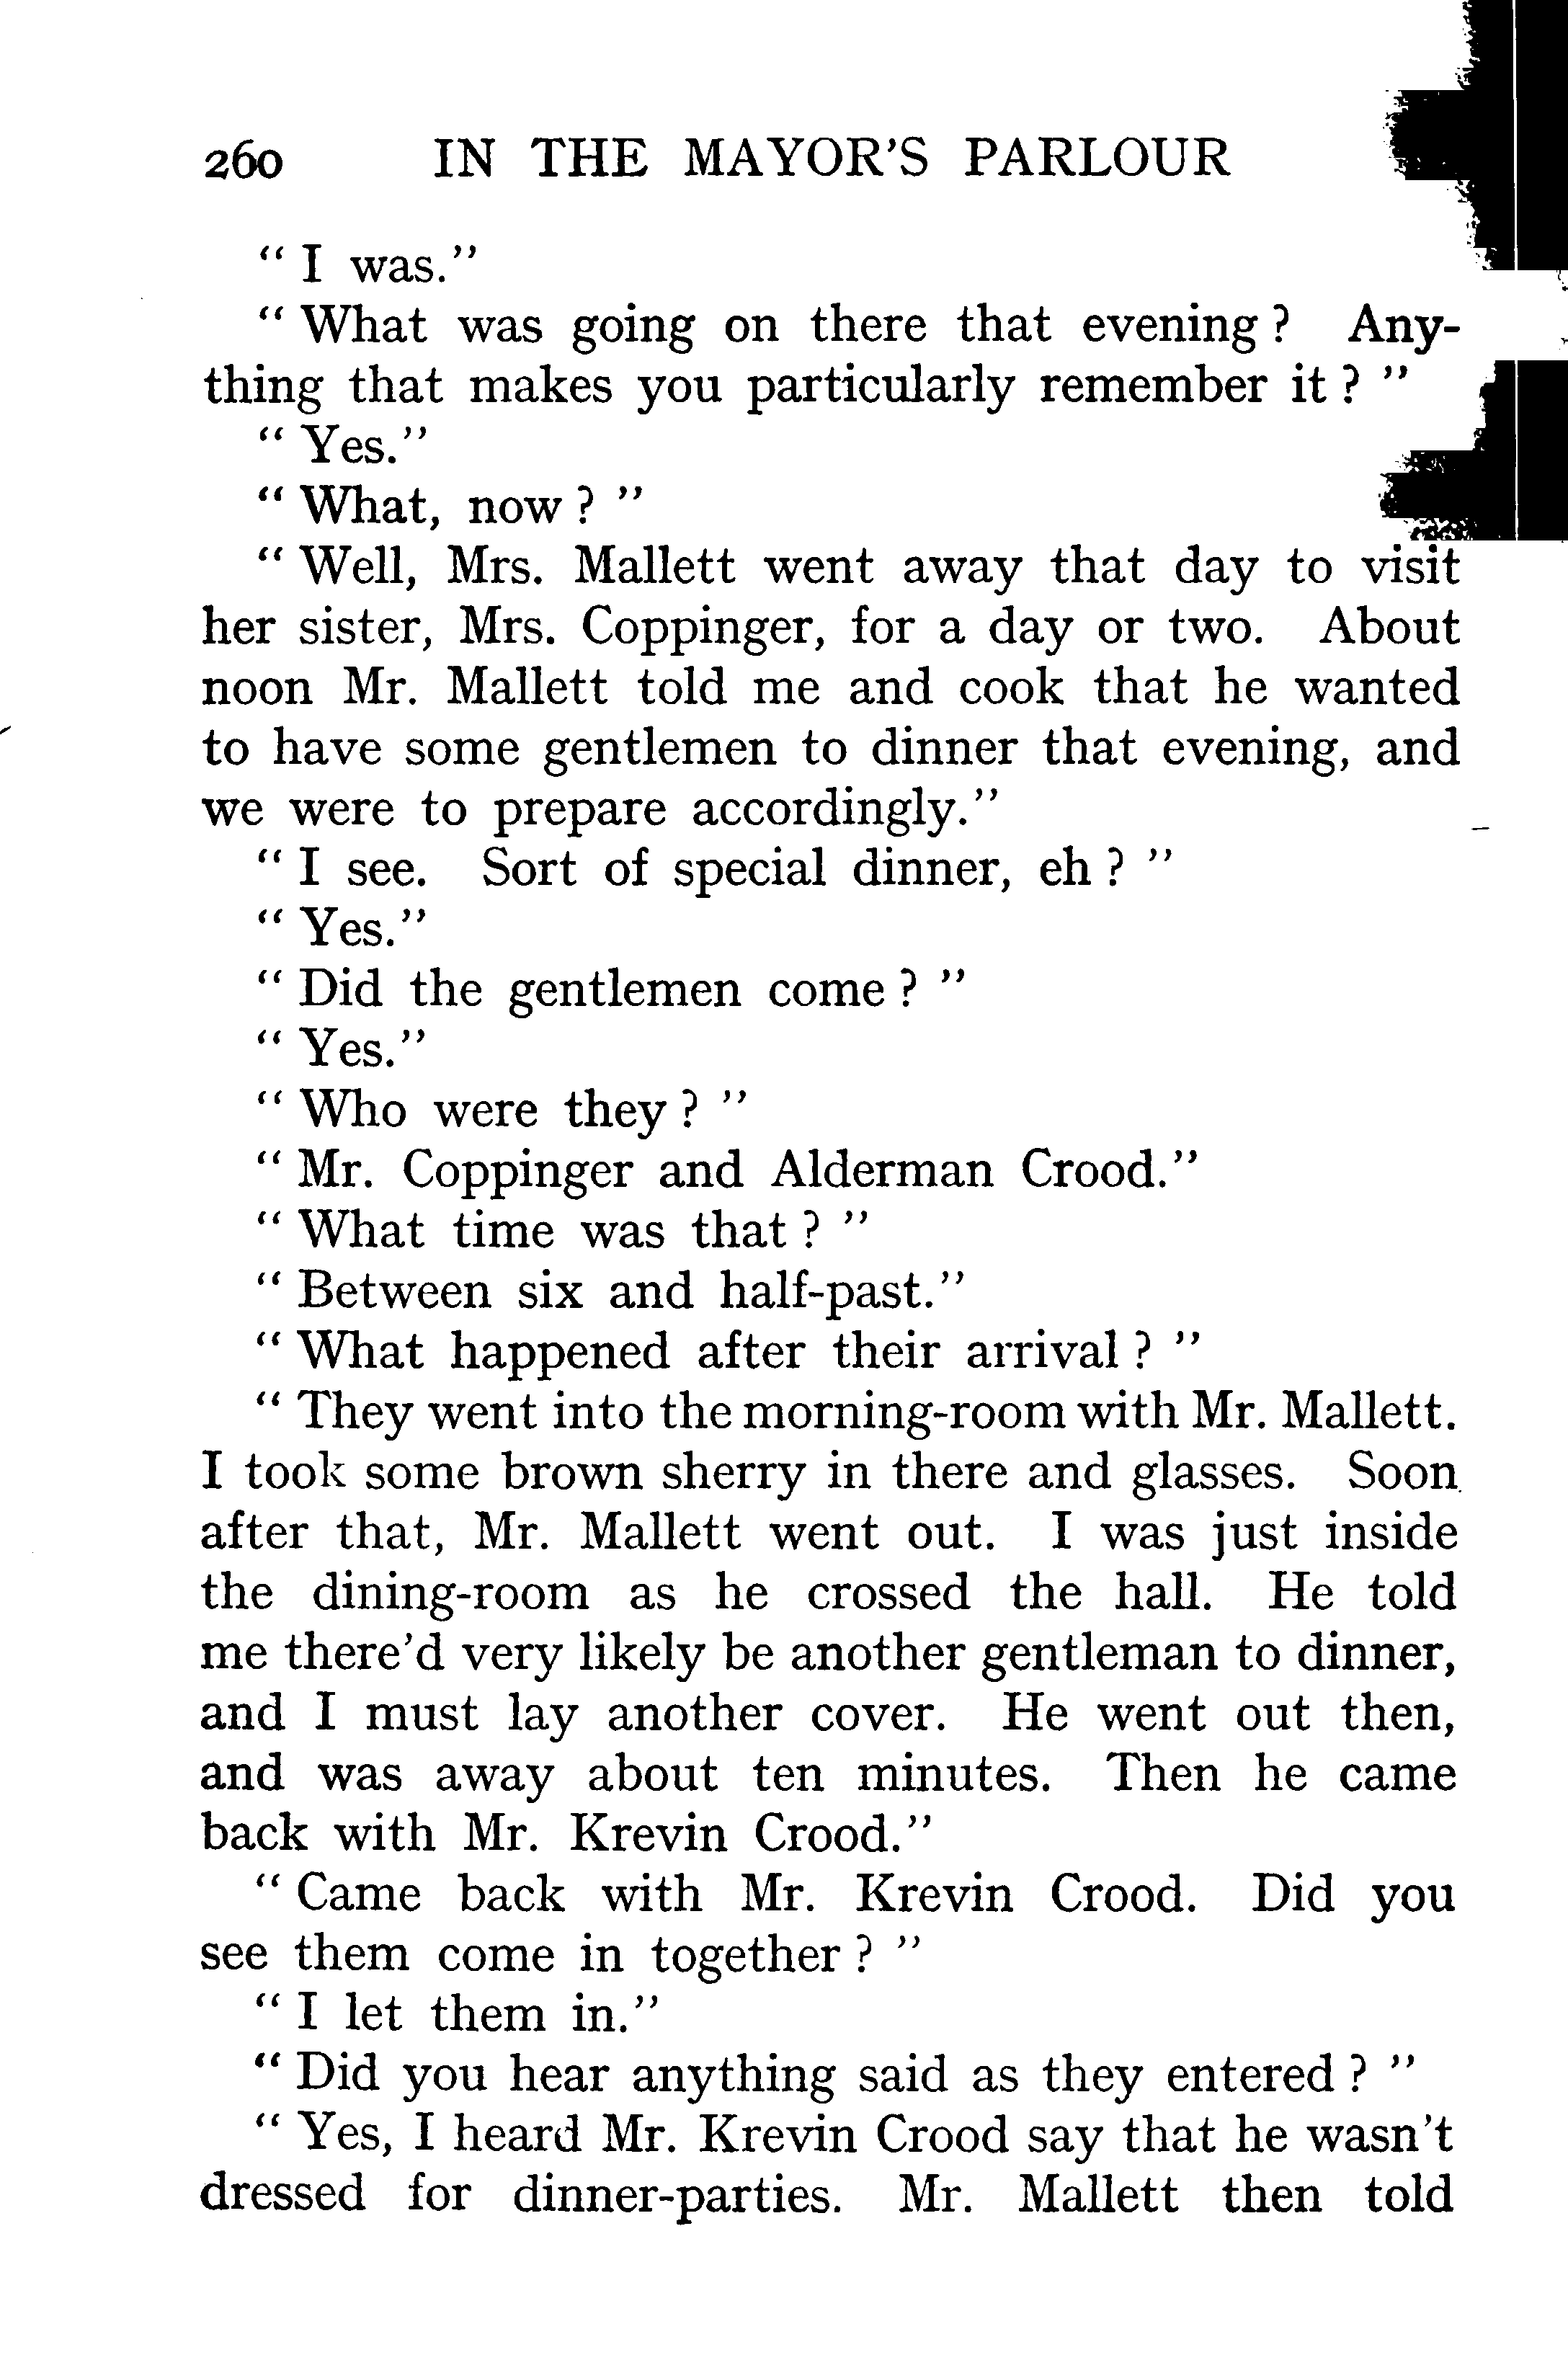 260 IN THE MAYOR'S PARLOUR
" I was."
" What was going on there that evening ? Any-
thing that makes you particularly remember it ? "
" Yes."
" What, now ? "
" Well, Mrs. Mallett went away that day to visit
her sister, Mrs. Coppinger, for a day or two. About
noon Mr. Mallett told me and cook that he wanted
to have some gentlemen to dinner that evening, and
we were to prepare accordingly."
" I see. Sort of special dinner, eh ? "
" Yes."
" Did the gentlemen come ? "
" Yes."
" Who were they ? "
" Mr. Coppinger and Alderman Crood."
" What time was that ? "
" Between six and half-past."
" What happened after their arrival ? "
" They went into the morning-room with Mr. Mallett.
I took some brown sherry in there and glasses. Soon
after that, Mr. Mallett went out. I was just inside
the dining-room as he crossed the hall. He told
me there'd very likely be another gentleman to dinner,
and I must lay another cover. He went out then,
and was away about ten minutes. Then he came
back with Mr. Krevin Crood."
" Came back with Mr. Krevin Crood. Did you
see them come in together ? "
" I let them in."
" Did you hear anything said as they entered ? "
" Yes, I heard Mr. Krevin Crood say that he wasn't
dressed for dinner-parties. Mr. Mallett then told